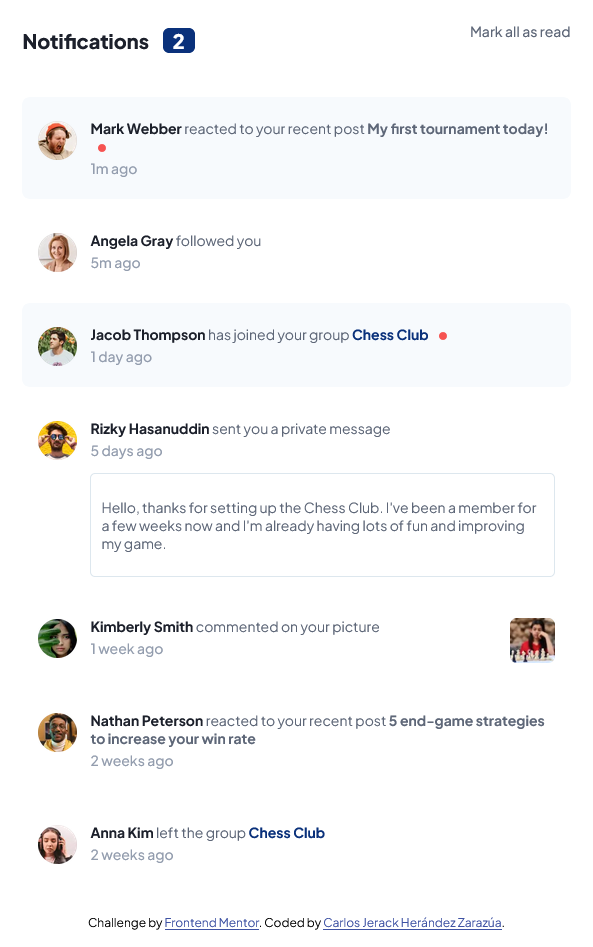 Notifications 2
Mark all as read
Mark Webber reacted to your recent post My first tournament today!
1m ago
Angela Gray followed you
5m ago
Jacob Thompson has joined your group Chess Club
1 day ago
Rizky Hasanuddin sent you a private message
5 days ago
Hello, thanks for setting up the Chess Club. I've been a member for
a few weeks now and I'm already having lots of fun and improving
my game.
Kimberly Smith commented on your picture
1 week ago
Nathan Peterson reacted to your recent post 5 end-game strategies
to increase your win rate
2 weeks ago
Anna Kim left the group Chess Club
2 weeks ago
Challenge by Frontend Mentor. Coded by Carlos Jerack Herández Zarazúa.